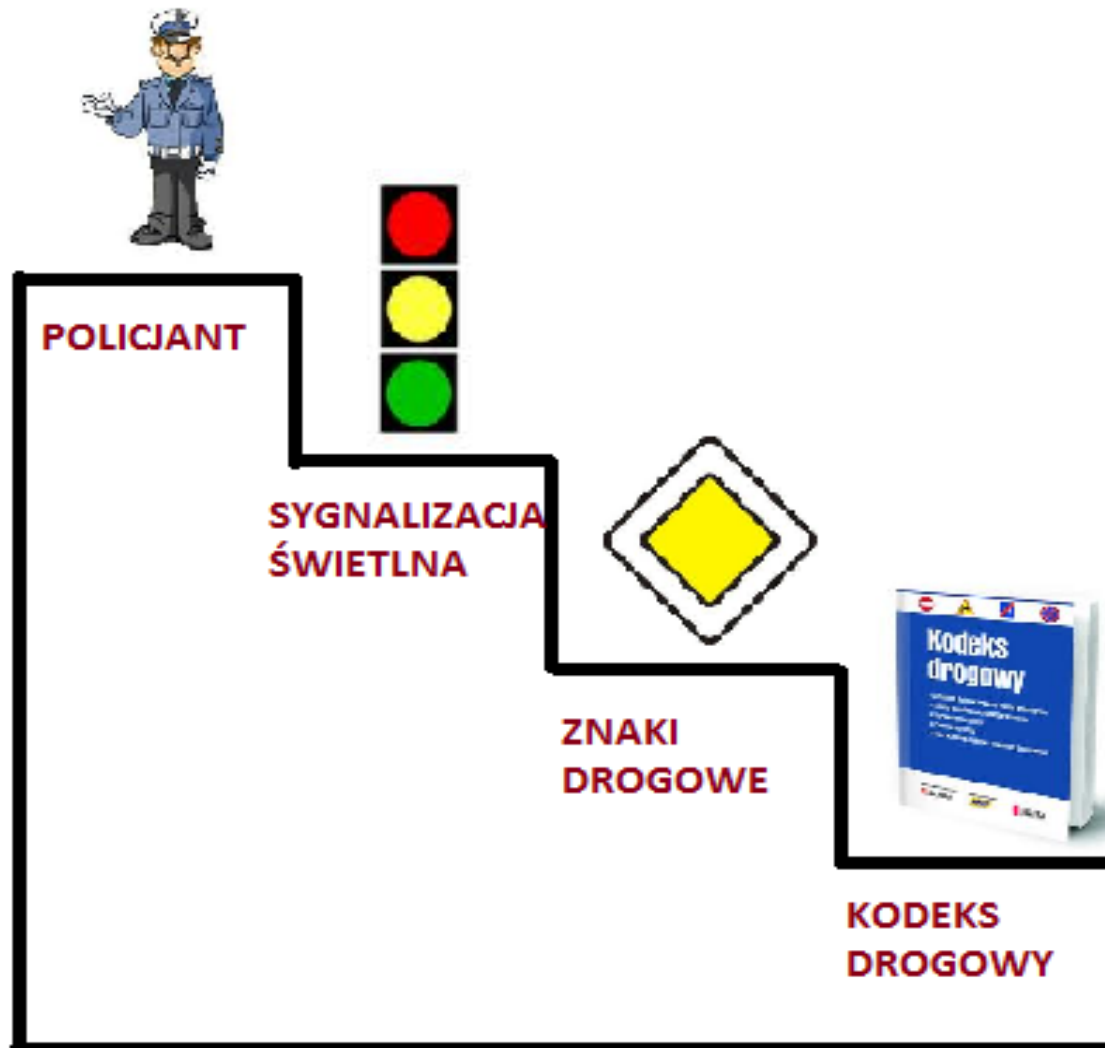 POLICJANT
SYGNALIZACJA
ŚWIETLNA
ZNAKI
DROGOWE
Kodeks
drogowy
KODEKS
DROGOWY